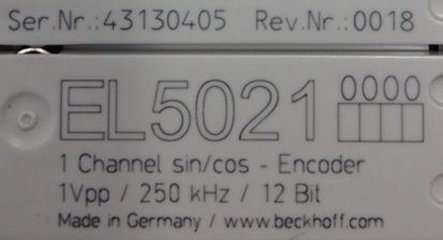 Ser.Nr.:43130405 Rev.Nr.:0018
EL5021 0000
1 Channel sin/cos - Encoder
1Vpp / 250 kHz / 12 Bit
Made in Germany / www.beckhoff.com